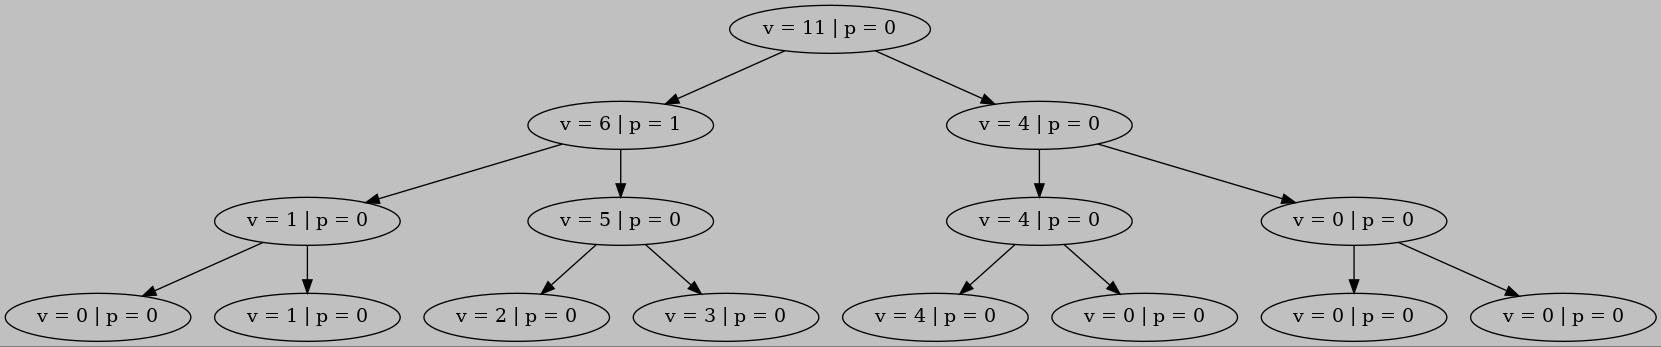 v = 11 | p = 0
v = 6 | p = 1
v = 4 | p = 0
v = 1 | p = 0
v = 5 | p = 0
v = 4 | p = 0
v = 0 | p = 0
v = 0 | p = 0
v = 1 | p = 0
v = 2 | p = 0
v = 3 | p = 0
v = 4 | p = 0
v = 0 | p = 0
v = 0 | p = 0
v = 0 | p = 0